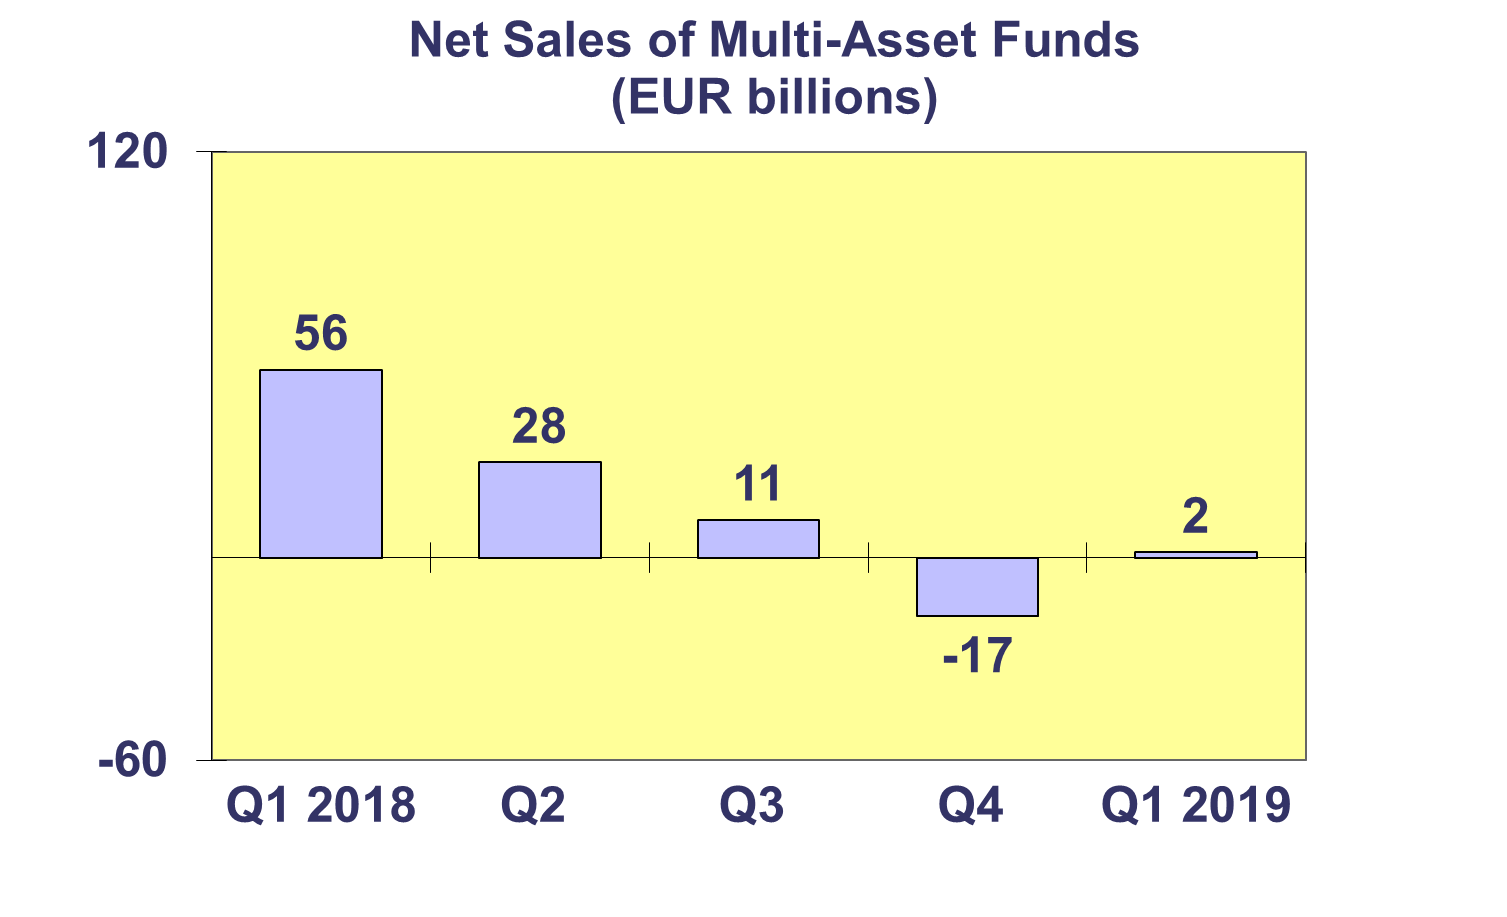 Net Sales of Multi-Asset Funds
(EUR billions)
120
56
28
11
2
-17
-60
Q1 2018 Q2 Q3 Q4 Q1 2019